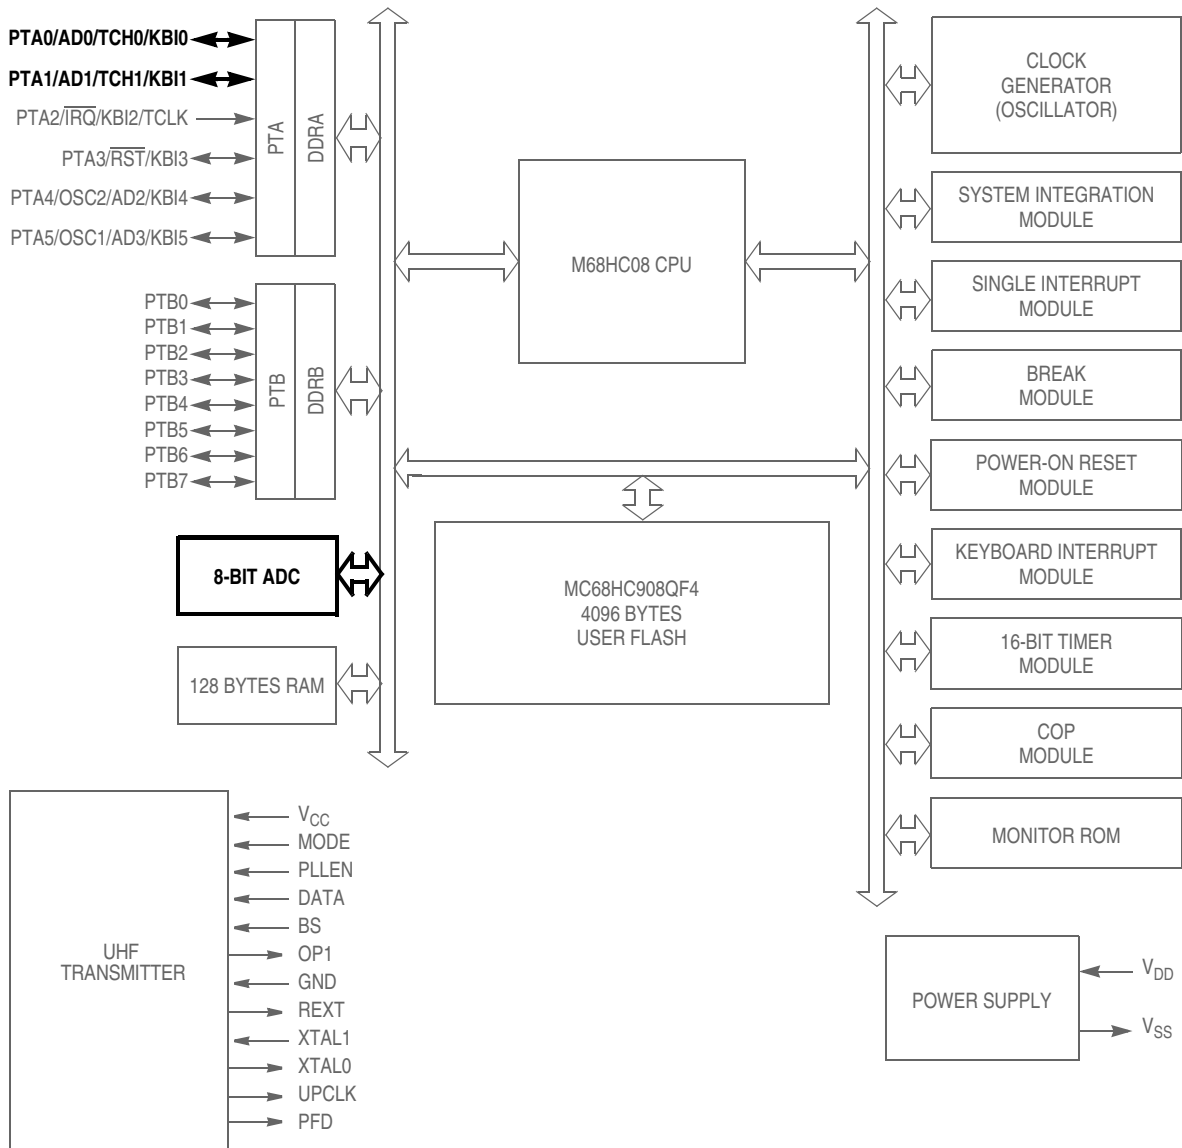 PTA0/AD0/TCH0/KBI0
PTA1/AD1/TCH1/KBI1
PTA2/IRQ/KBI2/TCLK
PTA3/RST/KBI3
PTA4/OSC2/AD2/KBI4
PTA5/OSC1/AD3/KBI5
PTA
DDRA
PTB0
PTB1
PTB2
PTB3
PTB4
PTB5
PTB6
PTB7
PTB
DDRB
8-BIT ADC
128 BYTES RAM
M68HC08 CPU
MC68HC908QF4
4096 BYTES
USER FLASH
CLOCK
GENERATOR
(OSCILLATOR)
SYSTEM INTEGRATION
MODULE
SINGLE INTERRUPT
MODULE
BREAK
MODULE
POWER-ON RESET
MODULE
KEYBOARD INTERRUPT
MODULE
16-BIT TIMER
MODULE
COP
MODULE
MONITOR ROM
UHF
TRANSMITTER
VCC
MODE
PLLEN
DATA
BS
OP1
GND
REXT
XTAL1
XTAL0
UPCLK
PFD
POWER SUPPLY
VDD
VSS